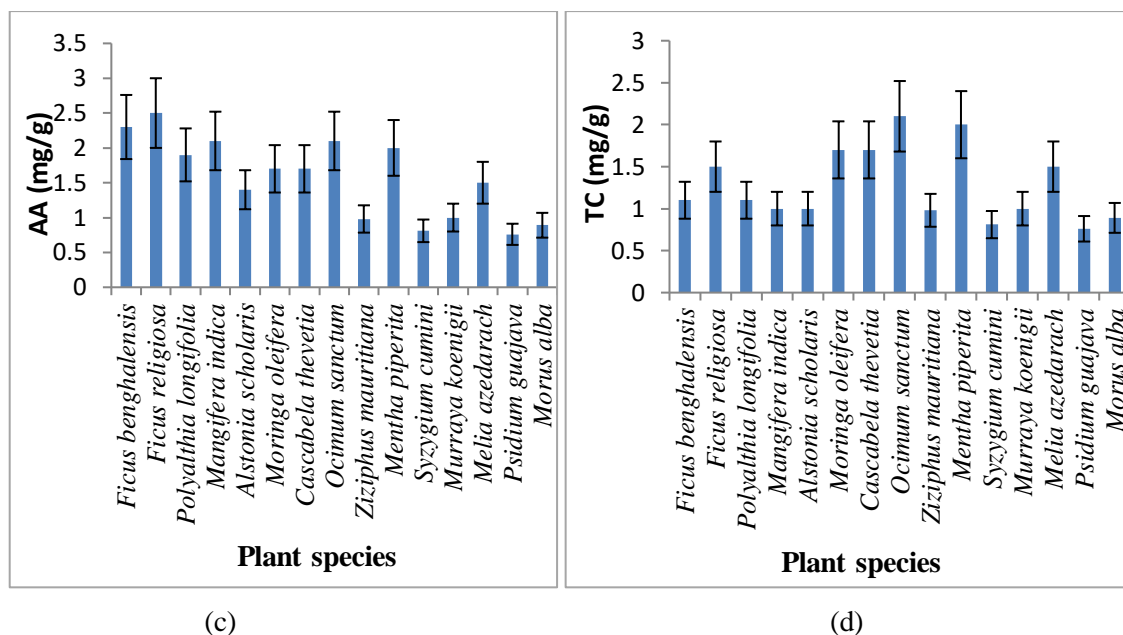 3.5
3
2.5
2
1.5
1
0.5
0
AA (mg/g)
Ficus benghalensis
Ficus religiosa
Polyalthia longifolia
Mangifera indica
Alstonia scholaris
Moringa oleifera
Cascabela thevetia
Ocimum sanctum
Ziziphus mauritiana
Mentha piperita
Syzygium cumini
Murraya koenigii
Melia azedarach
Psidium guajava
Morus alba
Plant species
(c)
3
2.5
2
1.5
1
0.5
0
TC (mg/g)
Ficus benghalensis
Ficus religiosa
Polyalthia longifolia
Mangifera indica
Alstonia scholaris
Moringa oleifera
Cascabela thevetia
Ocimum sanctum
Ziziphus mauritiana
Mentha piperita
Syzygium cumini
Murraya koenigii
Melia azedarach
Psidium guajava
Morus alba
Plant species
(d)